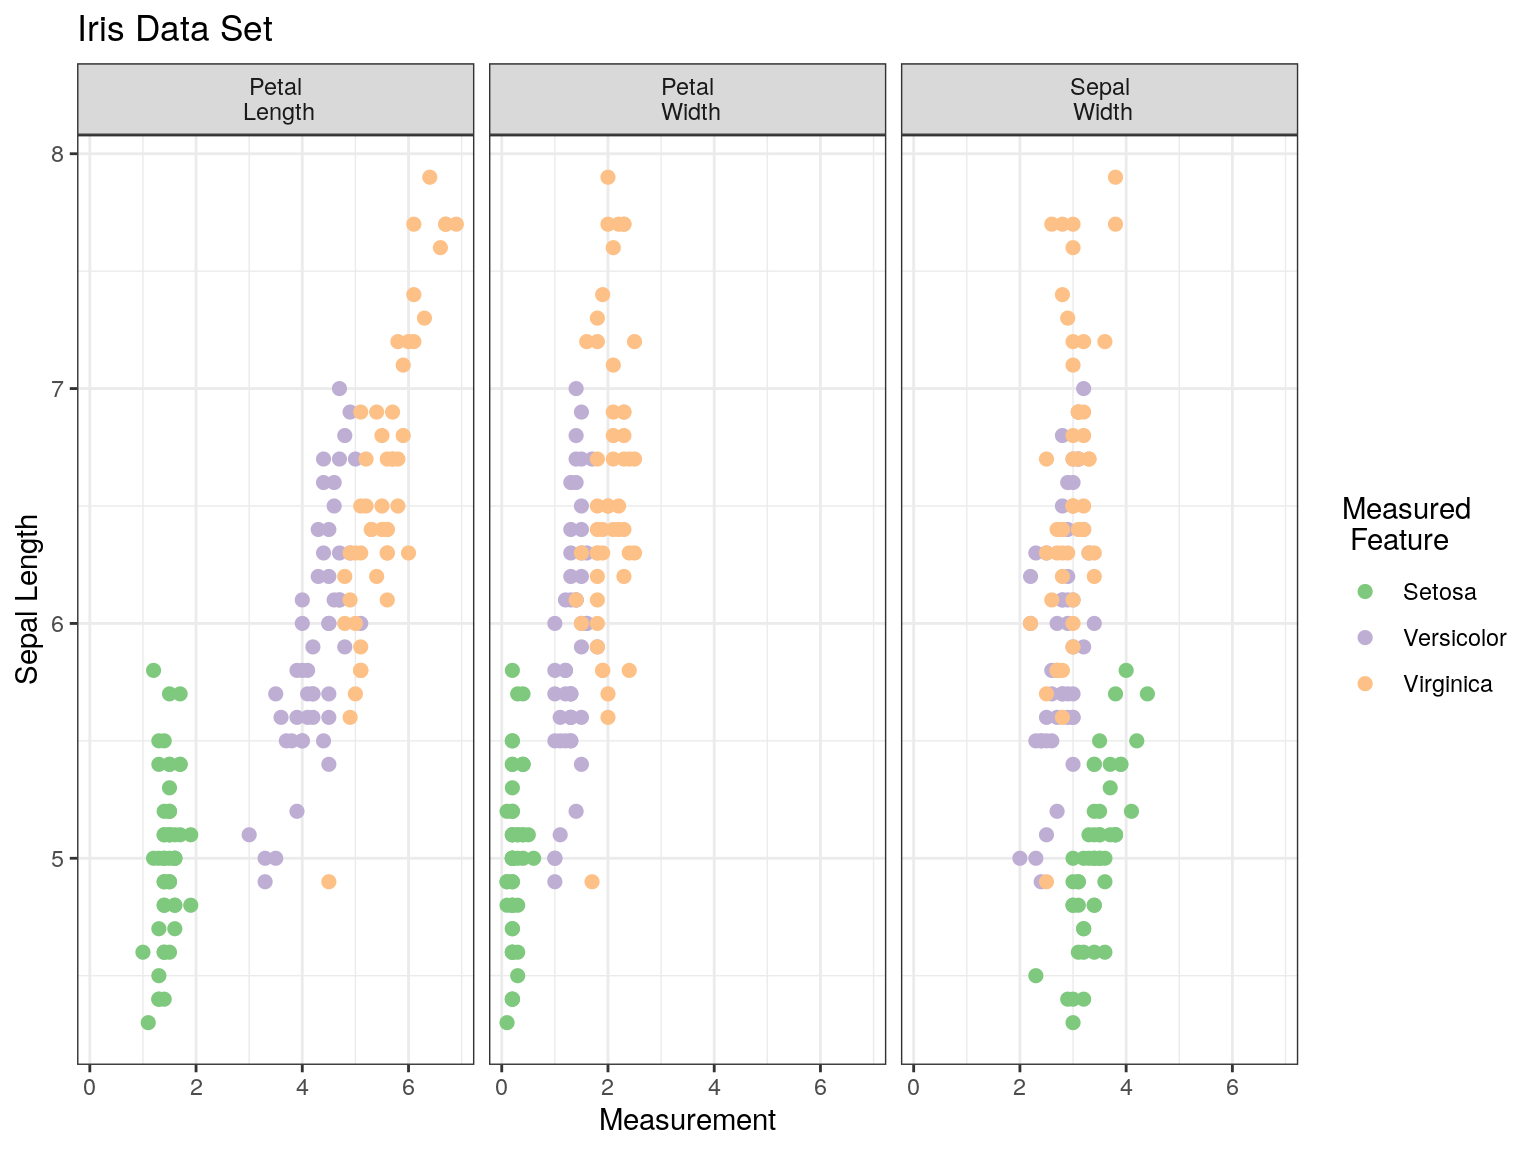 Iris Data Set
Petal
Length
Petal
Width
Sepal
Width
8
7
6
5
Sepal Length
0 2 4 6
0 2 4 6
0 2 4 6
Measurement
Measured
Feature
Setosa
Versicolor
Virginica